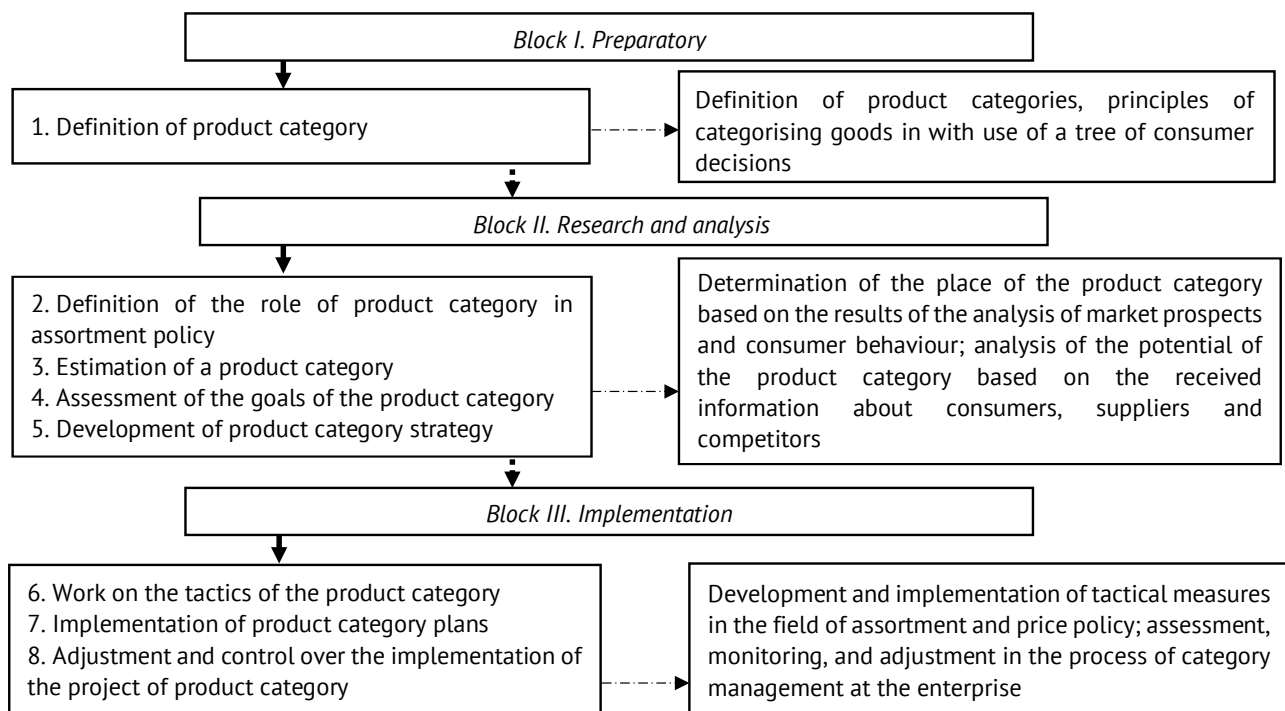 Block I. Preparatory
1. Definition of product category
Definition of product categories, principles of
categorising goods in with use of a tree of consumer
decisions
Block II. Research and analysis
2. Definition of the role of product category in
assortment policy
3. Estimation of a product category
4. Assessment of the goals of the product category
5. Development of product category strategy
Determination of the place of the product category
based on the results of the analysis of market prospects
and consumer behaviour; analysis of the potential of
the product category based on the received
information about consumers, suppliers and
competitors
Block III. Implementation
6. Work on the tactics of the product category
7. Implementation of product category plans
8. Adjustment and control over the implementation of
the project of product category
Development and implementation of tactical measures
in the field of assortment and price policy; assessment,
monitoring, and adjustment in the process of category
management at the enterprise